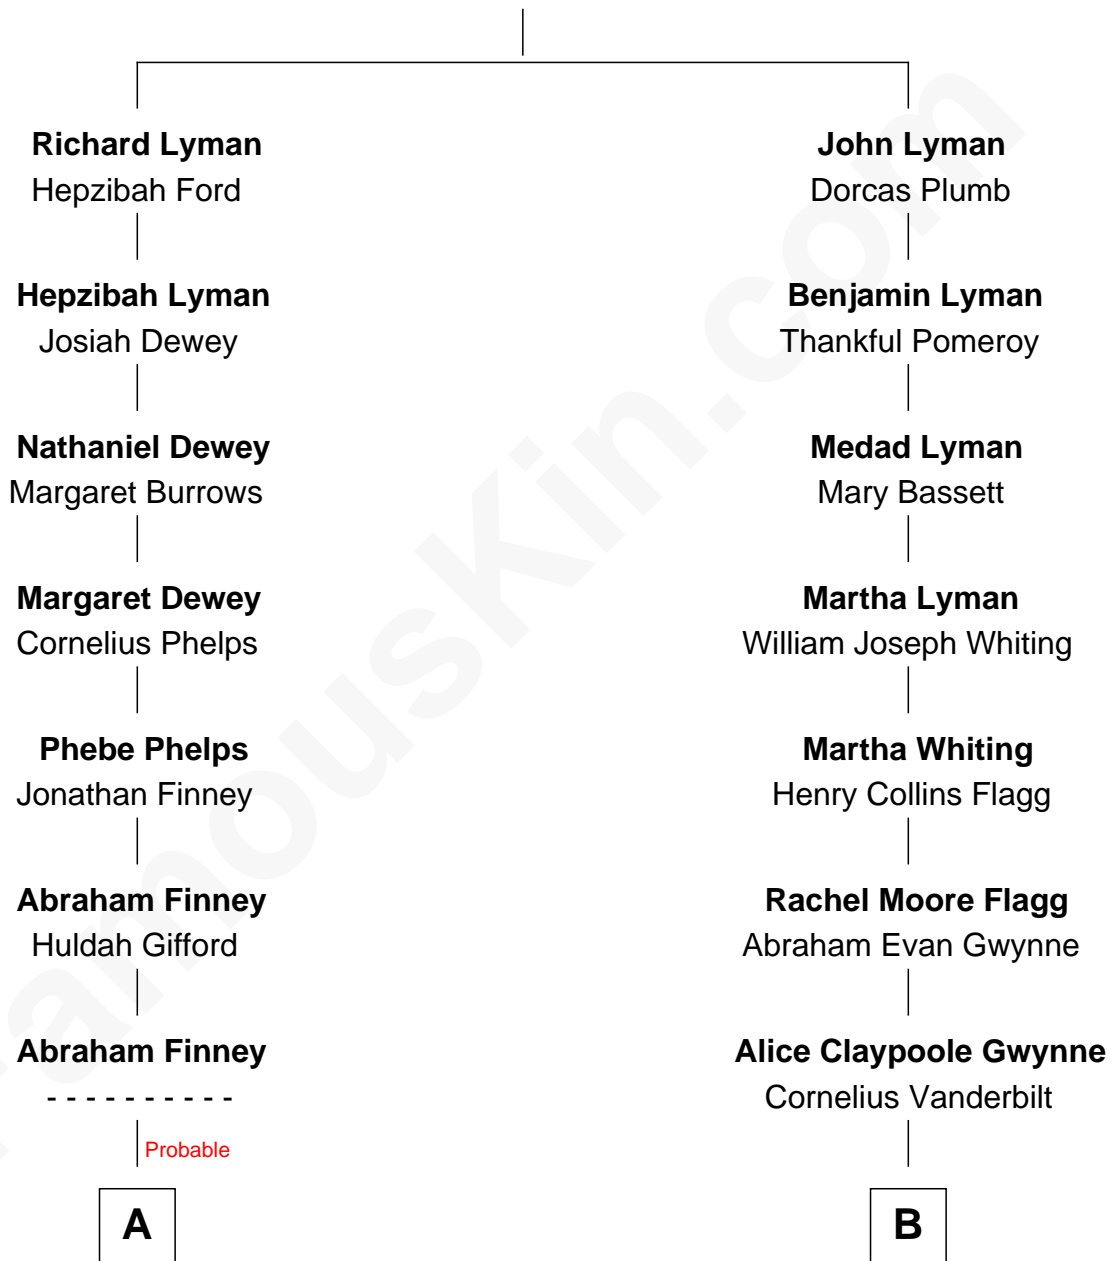 Richard Lyman
Hepzibah Ford
John Lyman
Dorcas Plumb
Hepzibah Lyman
Josiah Dewey
Benjamin Lyman
Thankful Pomeroy
Nathaniel Dewey
Margaret Burrows
Medad Lyman
Mary Bassett
Margaret Dewey
Cornelius Phelps
Martha Lyman
William Joseph Whiting
Phebe Phelps
Jonathan Finney
Martha Whiting
Henry Collins Flagg
Abraham Finney
Huldah Gifford
Rachel Moore Flagg
Abraham Evan Gwynne
Abraham Finney
- - - - - - - - - -
Alice Claypoole Gwynne
Cornelius Vanderbilt
Probable
A
B
FamousKin.com